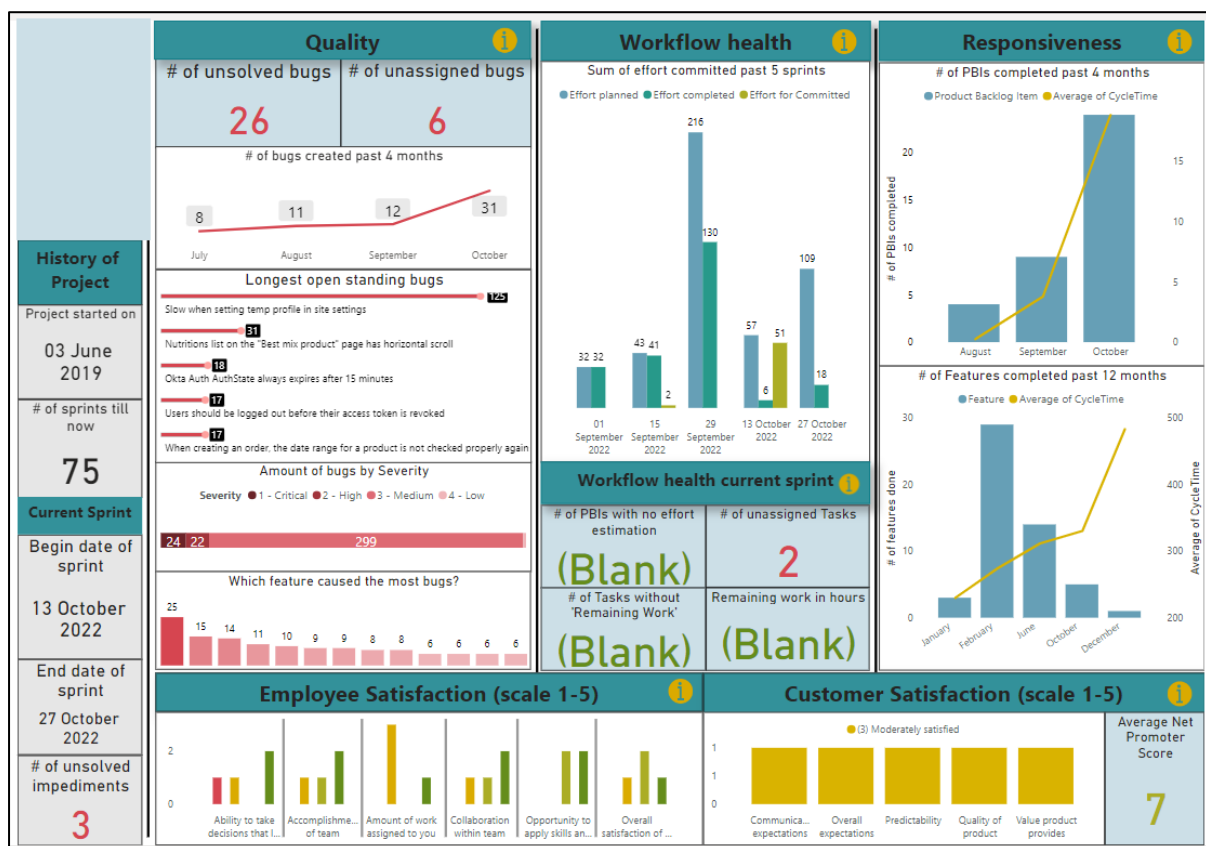 History of
Project
Project started on
03 June
2019
# of sprints till
now
75
Current Sprint
Begin date of
sprint
13 October
2022
End date of
sprint
27 October
2022
# of unsolved
impediments
3
Quality
i
# of unsolved bugs
26
# of unassigned bugs
6
# of bugs created past 4 months
8
11
12
31
July
August
September
October
Longest open standing bugs
125
Slow when setting temp profile in site settings
31
Nutritions list on the "Best mix product" page has horizontal scroll
18
Okta Auth AuthState always expires after 15 minutes
17
Users should be logged out before their access token is revoked
17
When creating an order, the date range for a product is not checked properly again
Amount of bugs by Severity
Severity 1 - Critical 2 - High 3 - Medium 4 - Low
24 22 299
Which feature caused the most bugs?
25 15 14 11 10 9 9 8 8 6 6 6 6
Workflow health
i
Sum of effort committed past 5 sprints
Effort planned Effort completed Effort for Committed
32 32
43 41
2
216
130
57
6
51
109
18
01
September
2022
15
September
2022
29
September
2022
13 October
2022
27 October
2022
Workflow health current sprint
i
# of PBIs with no effort
estimation
(Blank)
# of unassigned Tasks
2
# of Tasks without
'Remaining Work'
(Blank)
Remaining work in hours
(Blank)
Responsiveness
i
# of PBIs completed past 4 months
Product Backlog Item Average of CycleTime
# of PBIs completed
20
15
10
5
0
15
10
5
0
August
September
October
# of Features completed past 12 months
Feature Average of CycleTime
# of features done
30
20
10
0
500
400
300
200
Average of CycleTime
January
February
June
October
December
Employee Satisfaction (scale 1-5)
i
2
0
Ability to take
decisions that l...
Accomplishme...
of team
Amount of work
assigned to you
Collaboration
within team
Opportunity to
apply skills an...
Overall
satisfaction of ...
Customer Satisfaction (scale 1-5)
i
(3) Moderately satisfied
1
1
0
Communica...
expectations
Overall
expectations
Predictability
Quality of
product
Value product
provides
Average Net
Promoter
Score
7